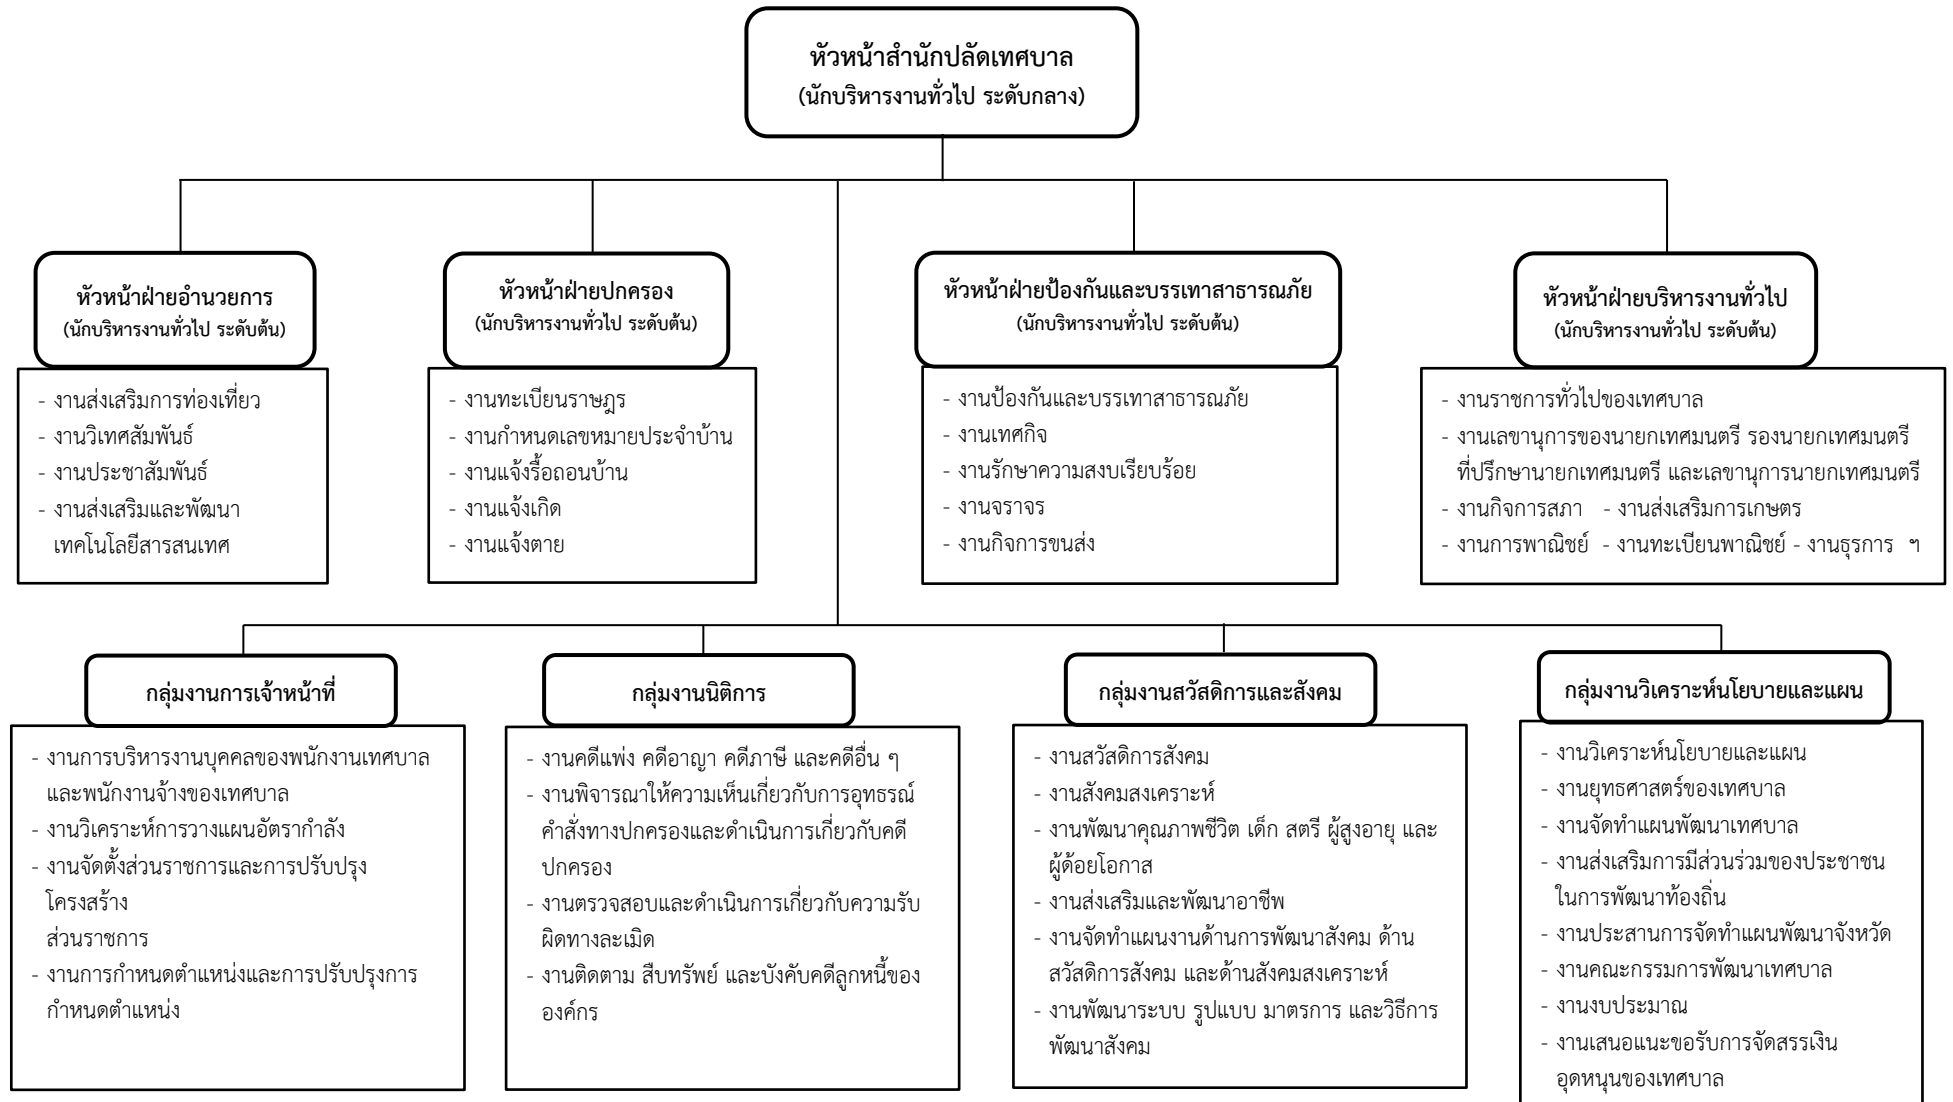 หัวหน้าสำนักปลัดเทศบาล
(นักบริหารงานทั่วไป ระดับกลาง)
หัวหน้าฝ่ายอำนวยการ
(นักบริหารงานทั่วไป ระดับต้น)
- งานส่งเสริมการท่องเที่ยว
- งานวิเทศสัมพันธ์
- งานประชาสัมพันธ์
- งานส่งเสริมและพัฒนา
เทคโนโลยีสารสนเทศ
หัวหน้าฝ่ายปกครอง
(นักบริหารงานทั่วไป ระดับต้น)
- งานทะเบียนราษฎร
- งานกำหนดเลขหมายประจำบ้าน
- งานแจ้งรื้อถอนบ้าน
- งานแจ้งเกิด
- งานแจ้งตาย
หัวหน้าฝ่ายป้องกันและบรรเทาสาธารณภัย
(นักบริหารงานทั่วไป ระดับต้น)
- งานป้องกันและบรรเทาสาธารณภัย
- งานเทศกิจ
- งานรักษาความสงบเรียบร้อย
- งานจราจร
- งานกิจการขนส่ง
หัวหน้าฝ่ายบริหารงานทั่วไป
(นักบริหารงานทั่วไป ระดับต้น)
- งานราชการทั่วไปของเทศบาล
- งานเลขานุการของนายกเทศมนตรี รองนายกเทศมนตรี
ที่ปรึกษานายกเทศมนตรี และเลขานุการนายกเทศมนตรี
- งานกิจการสภา - งานส่งเสริมการเกษตร
- งานการพาณิชย์ - งานทะเบียนพาณิชย์ - งานธุรการ ฯ
กลุ่มงานการเจ้าหน้าที่
- งานการบริหารงานบุคคลของพนักงานเทศบาล
และพนักงานจ้างของเทศบาล
- งานวิเคราะห์การวางแผนอัตรากำลัง
- งานจัดตั้งส่วนราชการและการปรับปรุง
โครงสร้าง
ส่วนราชการ
- งานการกำหนดตำแหน่งและการปรับปรุงการ
กำหนดตำแหน่ง
กลุ่มงานนิติการ
- งานคดีแพ่ง คดีอาญา คดีภาษี และคดีอื่น ๆ
- งานพิจารณาให้ความเห็นเกี่ยวกับการอุทธรณ์
คำสั่งทางปกครองและดำเนินการเกี่ยวกับคดี
ปกครอง
- งานตรวจสอบและดำเนินการเกี่ยวกับความรับ
ผิดทางละเมิด
- งานติดตาม สืบทรัพย์ และบังคับคดีลูกหนี้ของ
องค์กร
กลุ่มงานสวัสดิการและสังคม
- งานสวัสดิการสังคม
- งานสังคมสงเคราะห์
- งานพัฒนาคุณภาพชีวิต เด็ก สตรี ผู้สูงอายุ และ
ผู้ด้อยโอกาส
- งานส่งเสริมและพัฒนาอาชีพ
- งานจัดทำแผนงานด้านการพัฒนาสังคม ด้าน
สวัสดิการสังคม และด้านสังคมสงเคราะห์
- งานพัฒนาระบบ รูปแบบ มาตรการ และวิธีการ
พัฒนาสังคม
กลุ่มงานวิเคราะห์นโยบายและแผน
- งานวิเคราะห์นโยบายและแผน
- งานยุทธศาสตร์ของเทศบาล
- งานจัดทำแผนพัฒนาเทศบาล
- งานส่งเสริมการมีส่วนร่วมของประชาชน
ในการพัฒนาท้องถิ่น
- งานประสานการจัดทำแผนพัฒนาจังหวัด
- งานคณะกรรมการพัฒนาเทศบาล
- งานงบประมาณ
- งานเสนอแนะขอรับการจัดสรรเงิน
อุดหนุนของเทศบาล